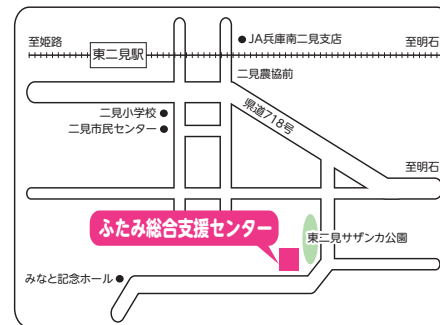 JA兵庫南二見支店
至姫路
東二見駅
至明石
二見農協前
県道718号
二見小学校
二見市民センター
至明石
ふたみ総合支援センター
東二見サザンカ公園
みなと記念ホール